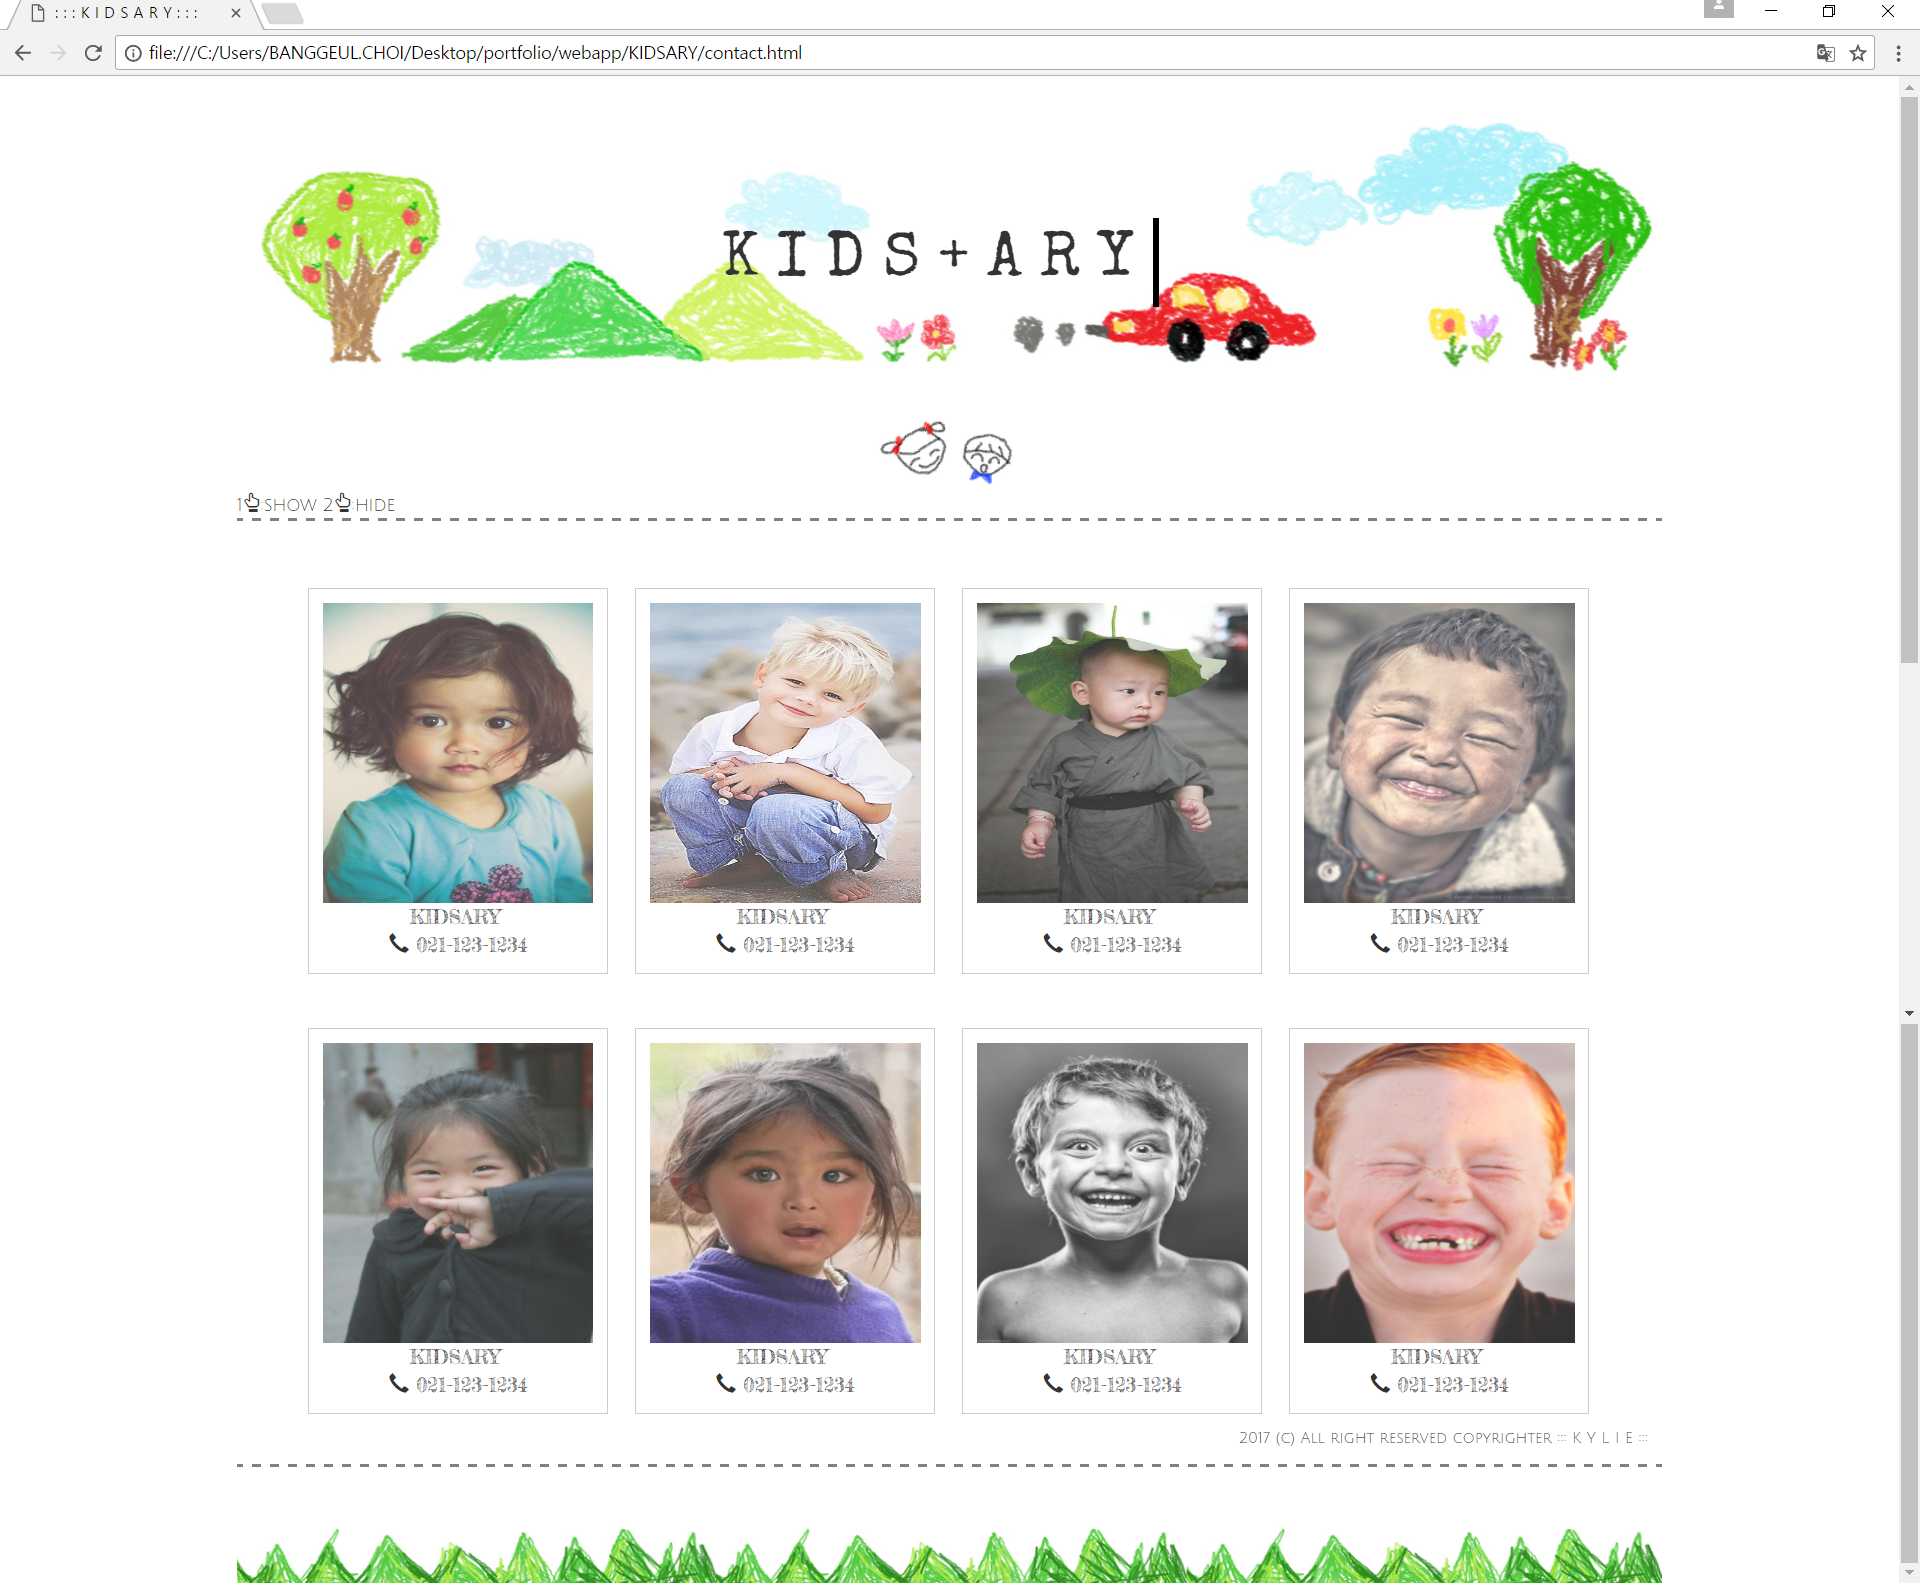 :::KIDSARY:::
file:///C:/Users/BANGGEUL.CHOI/Desktop/portfolio/webapp/KIDSARY/contact.html
KIDS+ARY
1 :SHOW 2 :HIDE
KIDSARY KIDSARY KIDSARY KIDSARY
021-123-1234 021-123-1234 021-123-1234 021-123-1234
KIDSARY KIDSARY KIDSARY KIDSARY
021-123-1234 021-123-1234 021-123-1234 021-123-1234
2017 (C) ALL RIGHT RESERVED COPYRIGHTER ::: K Y L I E :::